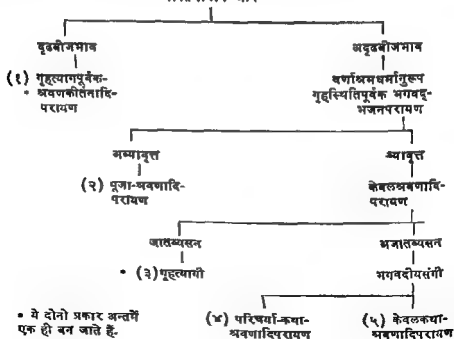 दृढबीजभाव
अदृढबीजभाव
(१) गृहत्यागपूर्वक-
• श्रवणकीर्तनादि-
परायण
वर्णाश्रमधर्मानुरूप
गृहस्थितिपूर्वक भगवद्-
भजनपरायण
अव्यावृत्त
व्यावृत्त
(२) पूजा-श्रवणादि-
परायण
केवलश्रवणादि-
परायण
जातव्यसन
अजातव्यसन
• (३) गृहत्यागी
भगवदीयसंगी
• ये दोनो प्रकार अन्तमें
एक ही बन जाते हैं.
(४) परिचर्या-कथा-
श्रवणादिपरायण
(५) केवलकथा-
श्रवणादिपरायण